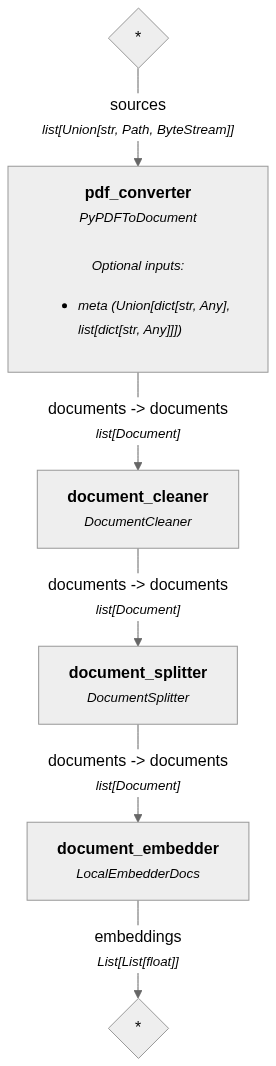 *
sources
list[Union[str, Path, ByteStream]]
pdf_converter
PyPDFToDocument
Optional inputs:
• meta (Union[dict[str, Any],
list[dict[str, Any]]])
documents -> documents
list[Document]
document_cleaner
DocumentCleaner
documents -> documents
list[Document]
document_splitter
DocumentSplitter
documents -> documents
list[Document]
document_embedder
LocalEmbedderDocs
embeddings
List[List[float]]
*